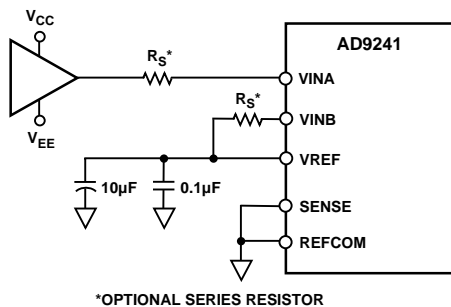 VCC
RS*
AD9241
VINA
VEE
RS*
VINB
VREF
10µF
0.1µF
SENSE
REFCOM
*OPTIONAL SERIES RESISTOR